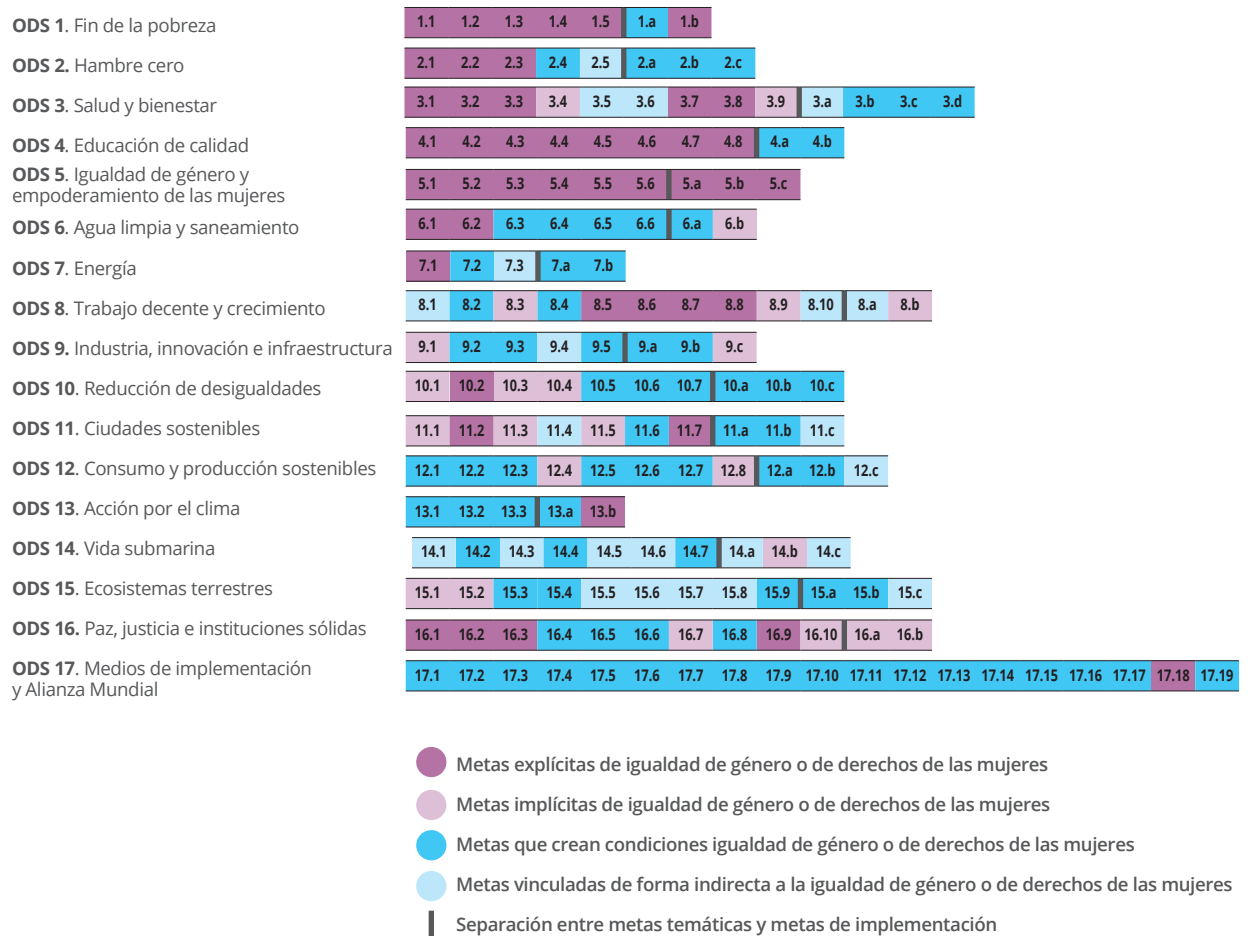 ODS 1. Fin de la pobreza 1.1 1.2 1.3 1.4 1.5 1.a 1.b
ODS 2. Hambre cero 2.1 2.2 2.3 2.4 2.5 2.a 2.b 2.c
ODS 3. Salud y bienestar 3.1 3.2 3.3 3.4 3.5 3.6 3.7 3.8 3.9 3.a 3.b 3.c 3.d
ODS 4. Educación de calidad 4.1 4.2 4.3 4.4 4.5 4.6 4.7 4.8 4.a 4.b
ODS 5. Igualdad de género y
empoderamiento de las mujeres 5.1 5.2 5.3 5.4 5.5 5.6 5.a 5.b 5.c
ODS 6. Agua limpia y saneamiento 6.1 6.2 6.3 6.4 6.5 6.6 6.a 6.b
ODS 7. Energía 7.1 7.2 7.3 7.a 7.b
ODS 8. Trabajo decente y crecimiento 8.1 8.2 8.3 8.4 8.5 8.6 8.7 8.8 8.9 8.10 8.a 8.b
ODS 9. Industria, innovación e infraestructura 9.1 9.2 9.3 9.4 9.5 9.a 9.b 9.c
ODS 10. Reducción de desigualdades 10.1 10.2 10.3 10.4 10.5 10.6 10.7 10.a 10.b 10.c
ODS 11. Ciudades sostenibles 11.1 11.2 11.3 11.4 11.5 11.6 11.7 11.a 11.b 11.c
ODS 12. Consumo y producción sostenibles 12.1 12.2 12.3 12.4 12.5 12.6 12.7 12.8 12.a 12.b 12.c
ODS 13. Acción por el clima 13.1 13.2 13.3 13.a 13.b
ODS 14. Vida submarina 14.1 14.2 14.3 14.4 14.5 14.6 14.7 14.a 14.b 14.c
ODS 15. Ecosistemas terrestres 15.1 15.2 15.3 15.4 15.5 15.6 15.7 15.8 15.9 15.a 15.b 15.c
ODS 16. Paz, justicia e instituciones sólidas 16.1 16.2 16.3 16.4 16.5 16.6 16.7 16.8 16.9 16.10 16.a 16.b
ODS 17. Medios de implementación
y Alianza Mundial 17.1 17.2 17.3 17.4 17.5 17.6 17.7 17.8 17.9 17.10 17.11 17.12 17.13 17.14 17.15 17.16 17.17 17.18 17.19
Metas explícitas de igualdad de género o de derechos de las mujeres
Metas implícitas de igualdad de género o de derechos de las mujeres
Metas que crean condiciones igualdad de género o de derechos de las mujeres
Metas vinculadas de forma indirecta a la igualdad de género o de derechos de las mujeres
Separación entre metas temáticas y metas de implementación